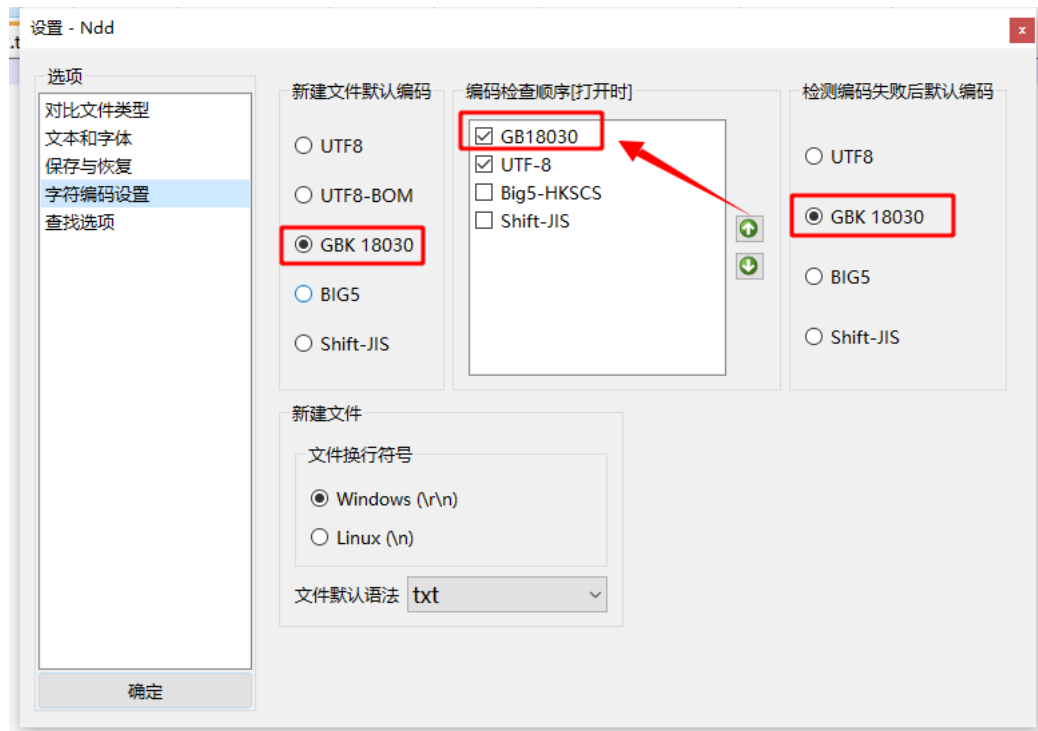 设置 - Ndd
x
.t
选项
对比文件类型
文本和字体
保存与恢复
字符编码设置
查找选项
确定
新建文件默认编码
UTF8
UTF8-BOM
GBK 18030
BIG5
Shift-JIS
编码检查顺序[打开时]
GB18030
UTF-8
Big5-HKSCS
Shift-JIS
检测编码失败后默认编码
UTF8
GBK 18030
BIG5
Shift-JIS
新建文件
文件换行符号
Windows (\r\n)
Linux (\n)
文件默认语法 txt